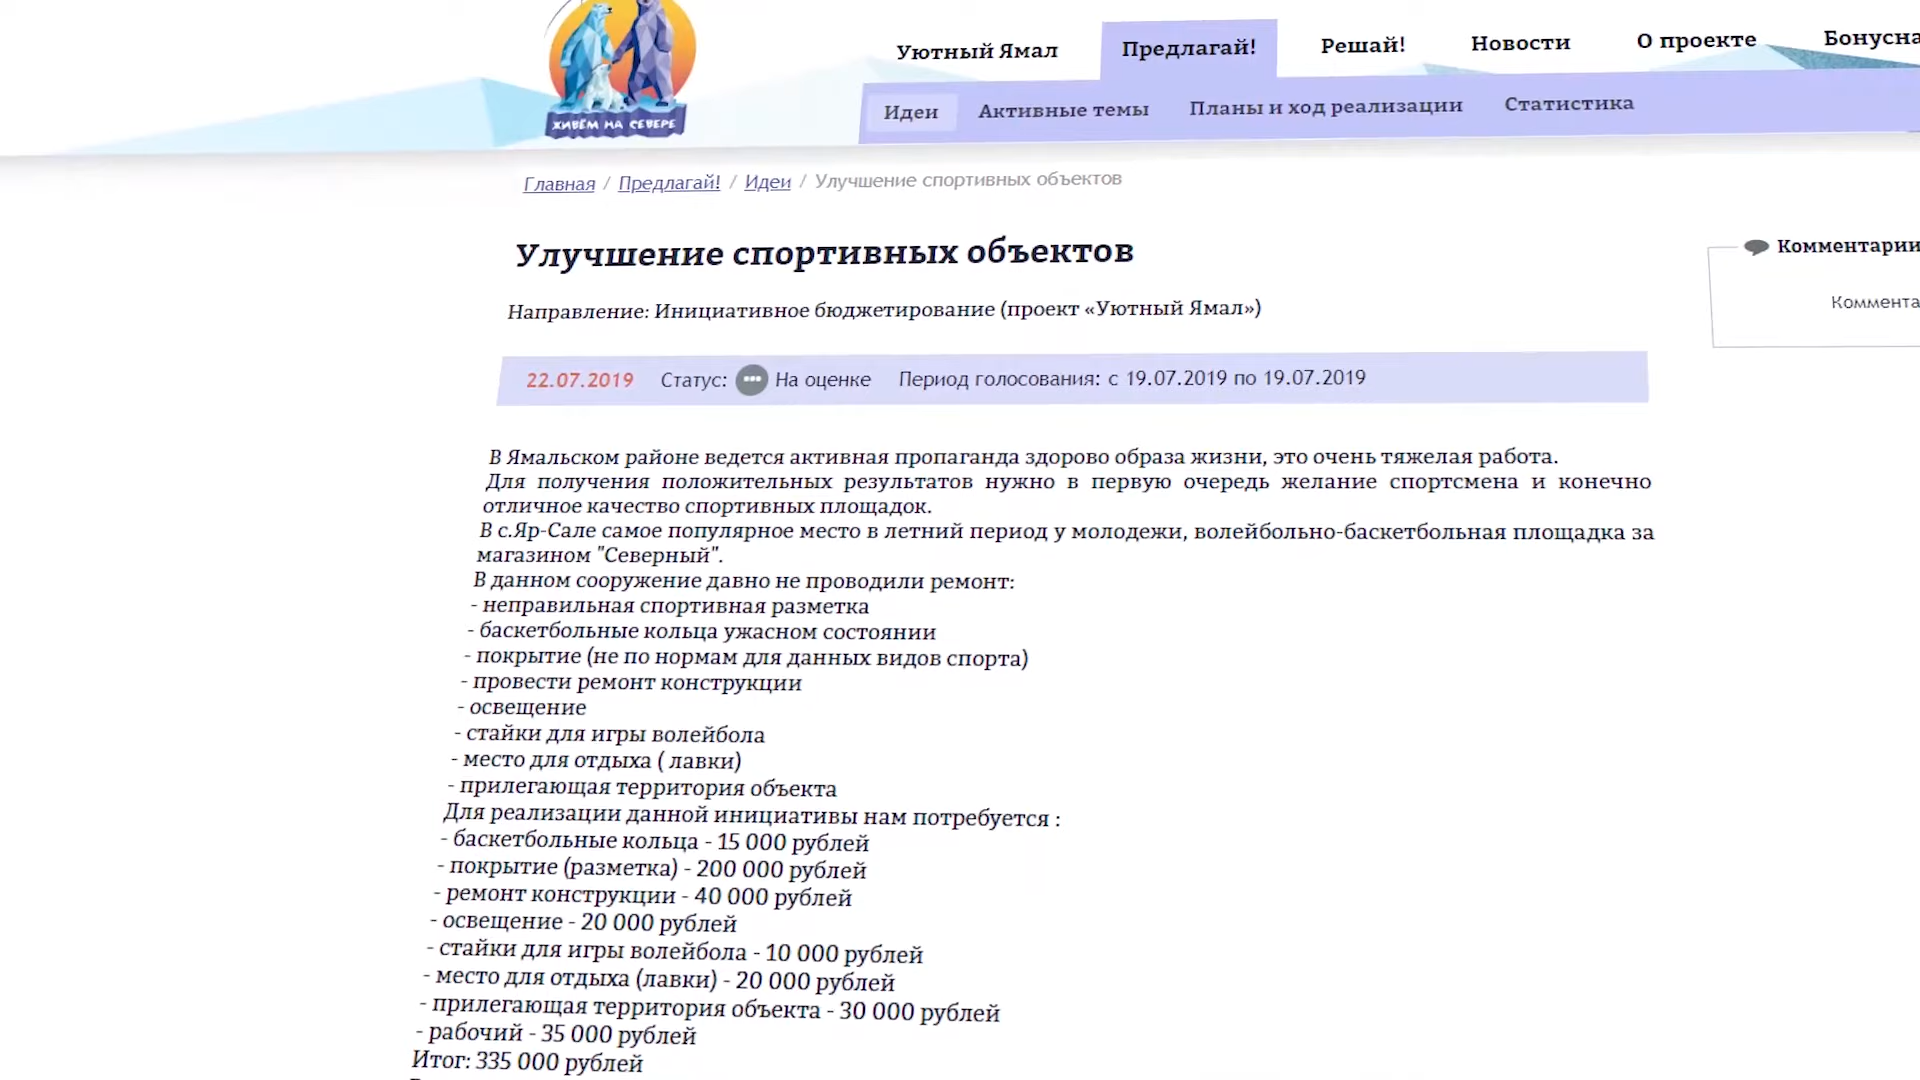 ЖИВЁМ НА СЕВЕРЕ
Уютный Ямал Предлагай! Решай! Новости О проекте
Идеи Активные темы Планы и ход реализации Статистика
Главная / Предлагай! / Идеи / Улучшение спортивных объектов
Улучшение спортивных объектов
Комментарии
Направление: Инициативное бюджетирование (проект «Уютный Ямал»)
22.07.2019 Статус: На оценке Период голосования: с 19.07.2019 по 19.07.2019
В Ямальском районе ведется активная пропаганда здорово образа жизни, это очень тяжелая работа.
Для получения положительных результатов нужно в первую очередь желание спортсмена и конечно
отличное качество спортивных площадок.
В с.Яр-Сале самое популярное место в летний период у молодежи, волейбольно-баскетбольная площадка за
магазином "Северный".
В данном сооружение давно не проводили ремонт:
- неправильная спортивная разметка
- баскетбольные кольца ужасном состоянии
- покрытие (не по нормам для данных видов спорта)
- провести ремонт конструкции
- освещение
- стайки для игры волейбола
- место для отдыха ( лавки)
- прилегающая территория объекта
Для реализации данной инициативы нам потребуется :
- баскетбольные кольца - 15 000 рублей
- покрытие (разметка) - 200 000 рублей
- ремонт конструкции - 40 000 рублей
- освещение - 20 000 рублей
- стайки для игры волейбола - 10 000 рублей
- место для отдыха (лавки) - 20 000 рублей
- прилегающая территория объекта - 30 000 рублей
- рабочий - 35 000 рублей
Итог: 335 000 рублей